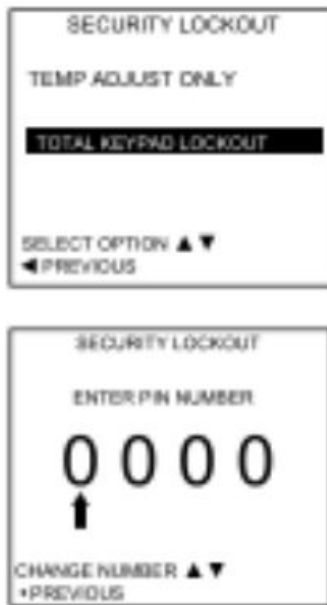 SECURITY LOCKOUT
TEMP ADJUST ONLY
TOTAL KEYPAD LOCKOUT
SELECT OPTION ▲ ▼
◀ PREVIOUS
SECURITY LOCKOUT
ENTER PIN NUMBER
0 0 0 0
CHANGE NUMBER ▲ ▼
PREVIOUS